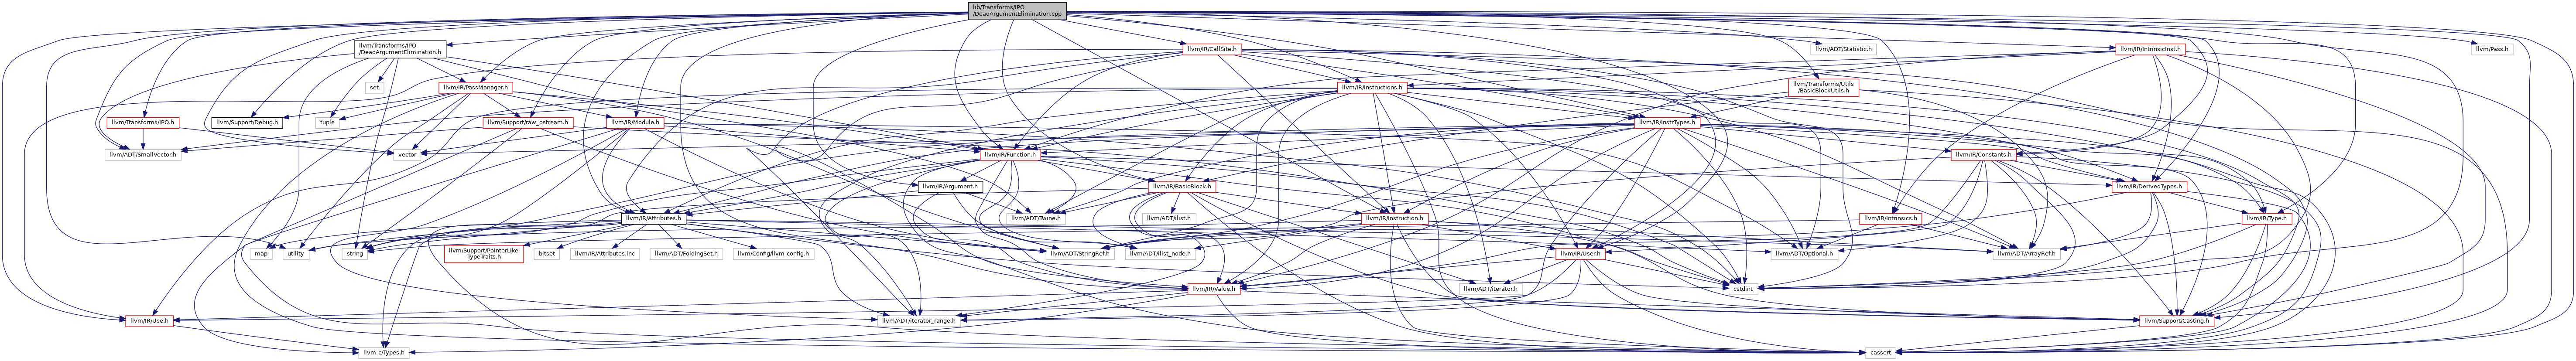 lib/Transforms/IPO
/DeadArgumentElimination.cpp
llvm/Transforms/IPO
/DeadArgumentElimination.h
llvm/IR/CallSite.h
llvm/ADT/Statistic.h
llvm/IR/IntrinsicInst.h
llvm/Pass.h
set
llvm/IR/PassManager.h
llvm/IR/Instructions.h
llvm/Transforms/Utils
/BasicBlockUtils.h
llvm/Transforms/IPO.h
llvm/Support/Debug.h
tuple
llvm/Support/raw_ostream.h
llvm/IR/Module.h
llvm/IR/InstrTypes.h
llvm/ADT/SmallVector.h
vector
llvm/IR/Function.h
llvm/IR/Constants.h
llvm/IR/Argument.h
llvm/IR/BasicBlock.h
llvm/IR/DerivedTypes.h
llvm/IR/Attributes.h
llvm/ADT/Twine.h
llvm/ADT/ilist.h
llvm/IR/Instruction.h
llvm/IR/Intrinsics.h
llvm/IR/Type.h
map
utility
string
llvm/Support/PointerLike
TypeTraits.h
bitset
llvm/IR/Attributes.inc
llvm/ADT/FoldingSet.h
llvm/Config/llvm-config.h
llvm/ADT/StringRef.h
llvm/ADT/ilist_node.h
llvm/IR/User.h
llvm/ADT/Optional.h
llvm/ADT/ArrayRef.h
llvm/IR/Value.h
llvm/ADT/iterator.h
cstdint
llvm/IR/Use.h
llvm/ADT/iterator_range.h
llvm/Support/Casting.h
llvm-c/Types.h
cassert